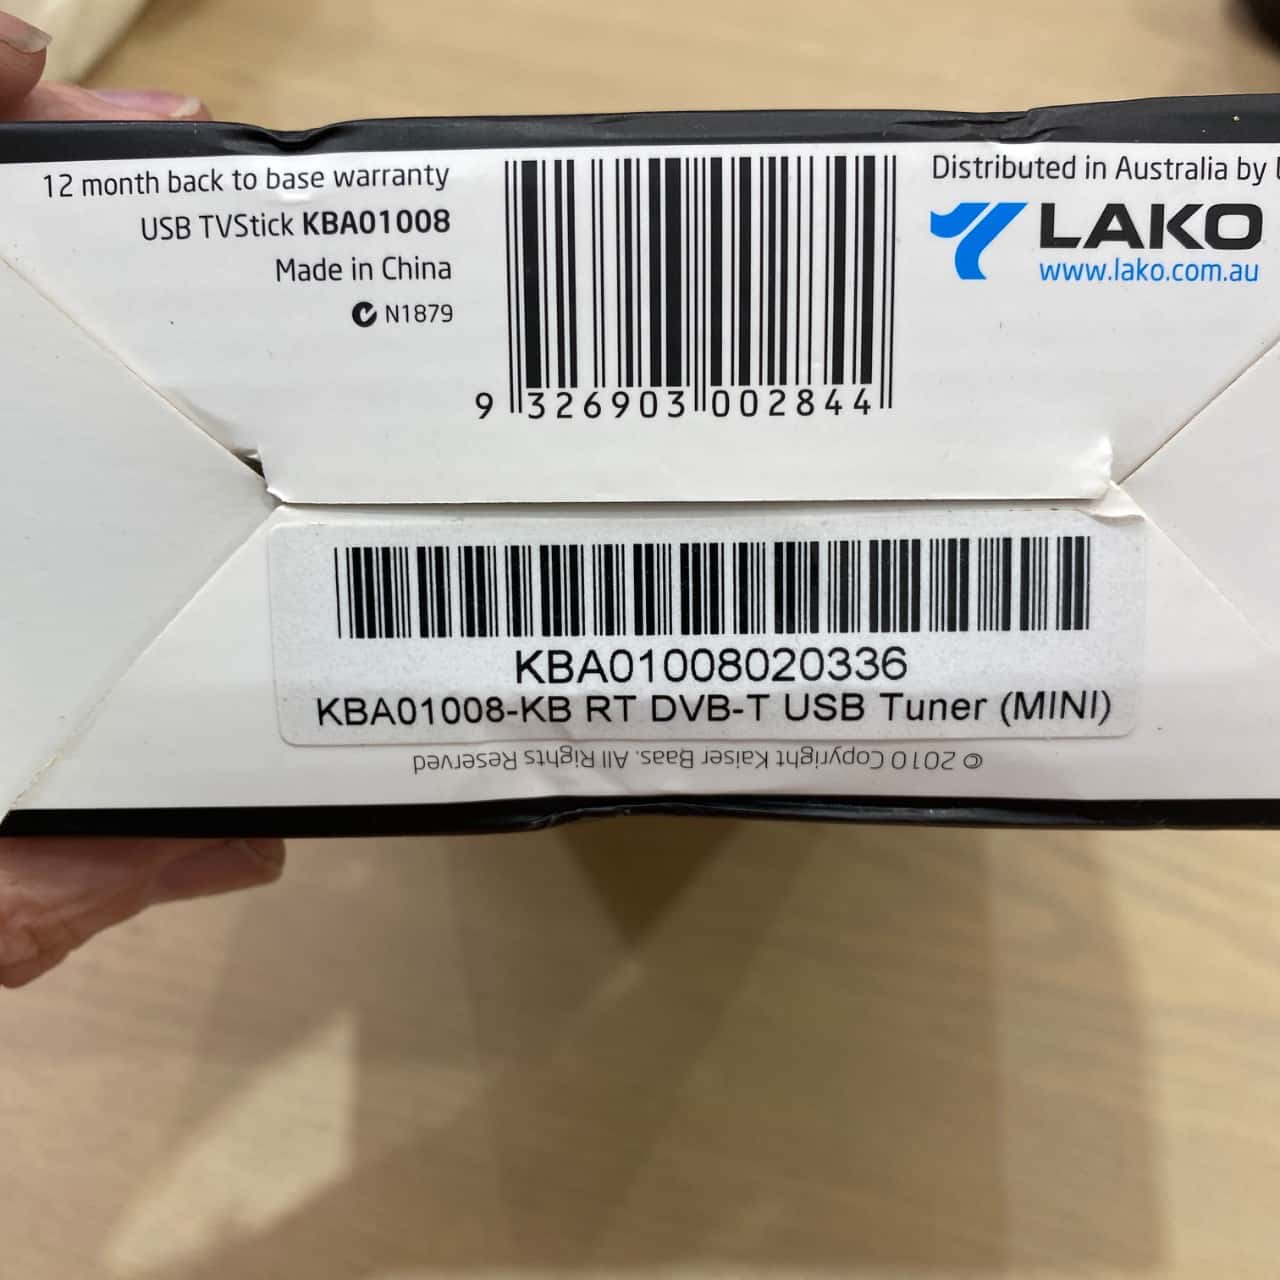 12 month back to base warranty
USB TVStick KBA01008
Made in China
N1879
9 326903 002844
Distributed in Australia by
LAKO
www.lako.com.au
KBA01008020336
KBA01008-KB RT DVB-T USB Tuner (MINI)
© 2010 Copyright Kaiser Baas. All Rights Reserved